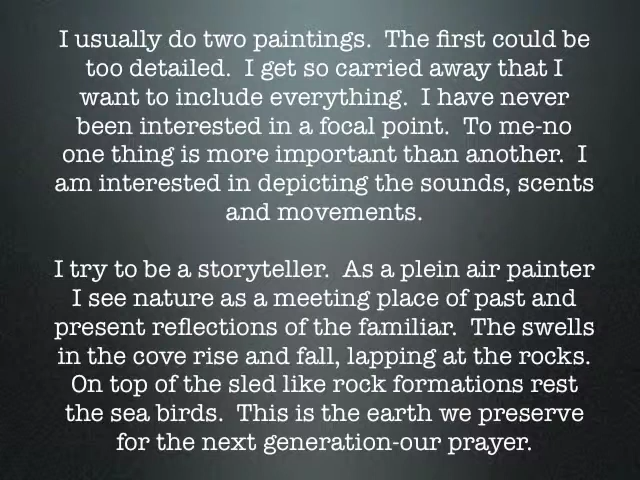 I usually do two paintings.  The first could be
too detailed.  I get so carried away that I
want to include everything.  I have never
been interested in a focal point.  To me-no
one thing is more important than another.  I
am interested in depicting the sounds, scents
and movements.
I try to be a storyteller.  As a plein air painter
I see nature as a meeting place of past and
present reflections of the familiar.  The swells
in the cove rise and fall, lapping at the rocks.
On top of the sled like rock formations rest
the sea birds.  This is the earth we preserve
for the next generation-our prayer.